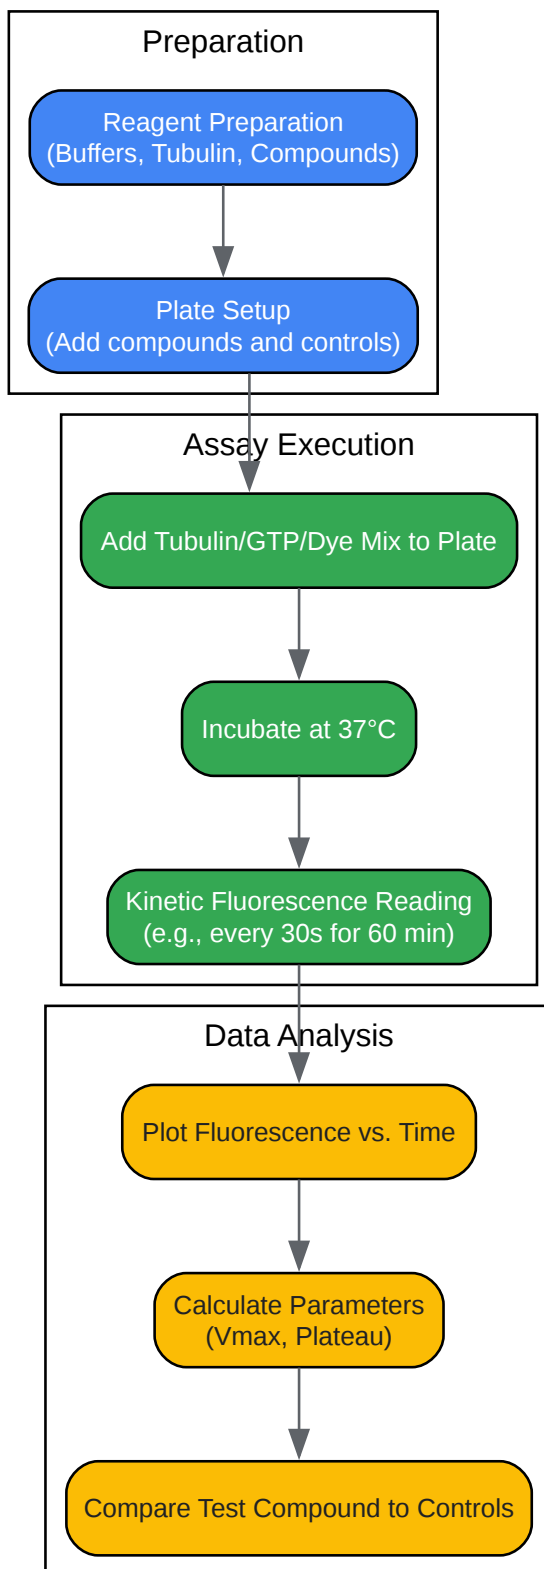 Preparation
Reagent Preparation
(Buffers, Tubulin, Compounds)
Plate Setup
(Add compounds and controls)
Assay Execution
Add Tubulin/GTP/Dye Mix to Plate
Incubate at 37°C
Kinetic Fluorescence Reading
(e.g., every 30s for 60 min)
Data Analysis
Plot Fluorescence vs. Time
Calculate Parameters
(Vmax, Plateau)
Compare Test Compound to Controls